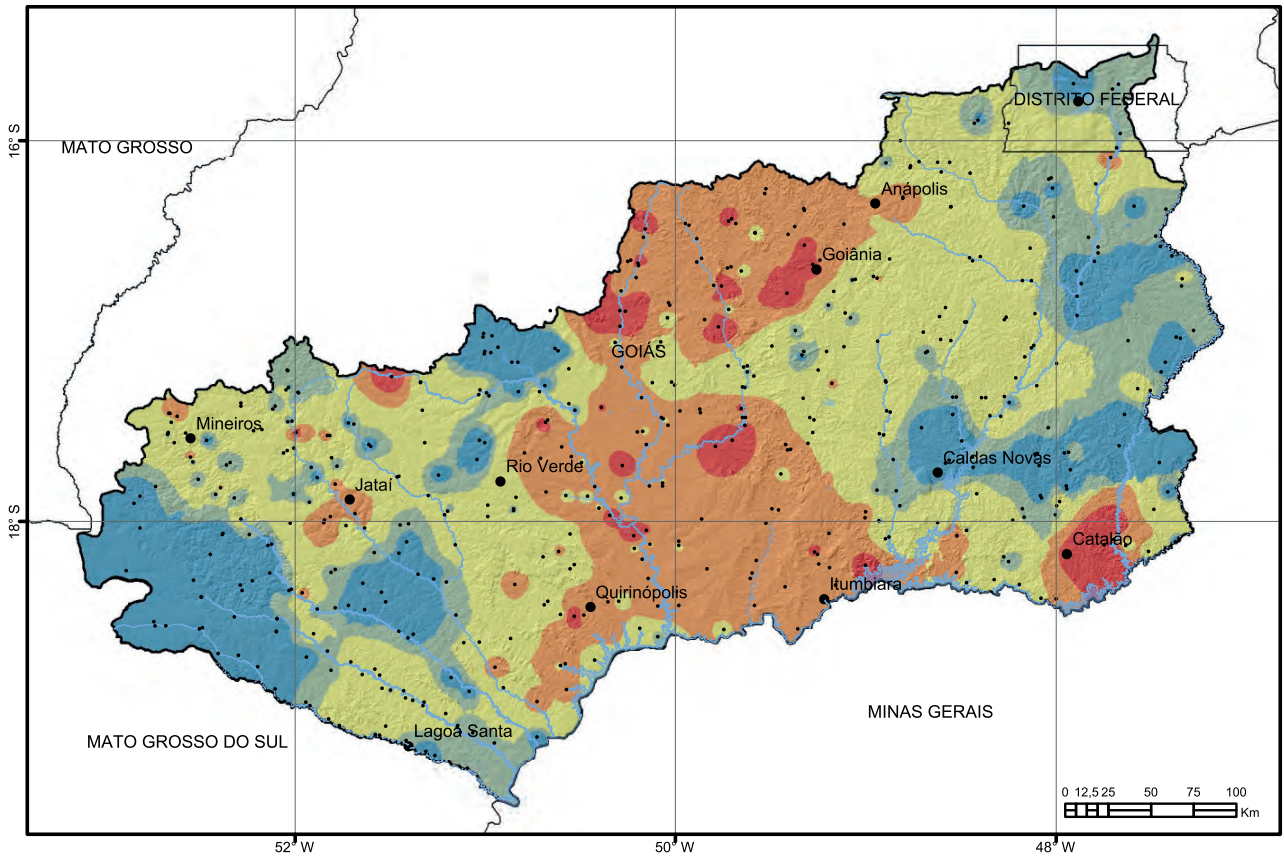 DISTRITO FEDERAL
16° S
MATO GROSSO
Anápolis
Goiânia
GOIÁS
Mineiros
Caldas Novas
Rio Verde
Jataí
18° S
Catalão
Itumbiara
Quirinópolis
MINAS GERAIS
Lagoa Santa
MATO GROSSO DO SUL
0 12,5 25 50 75 100
Km
52° W 50° W 48° W